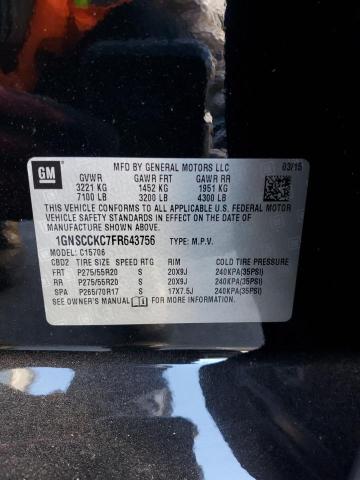 GM
MFD BY GENERAL MOTORS LLC 03/15
GVWR GAWR FRT GAWR RR
3221 KG 1452 KG 1951 KG
7100 LB 3200 LB 4300 LB
THIS VEHICLE CONFORMS TO ALL APPLICABLE U.S. FEDERAL MOTOR
VEHICLE SAFETY STANDARDS IN EFFECT ON THE DATE OF
MANUFACTURE SHOWN ABOVE.
1GNSCCKC7FR643756 TYPE: M.P.V.
MODEL: C15706
CBD2 TIRE SIZE SPEED RTG RIM COLD TIRE PRESSURE
FRT P275/55R20 S 20X9J 240KPA(35PSI)
RR P275/55R20 S 20X9J 240KPA(35PSI)
SPA P265/70R17 S 17X7.5J 240KPA(35PSI)
SEE OWNER'S MANUAL FOR MORE INFORMATION.